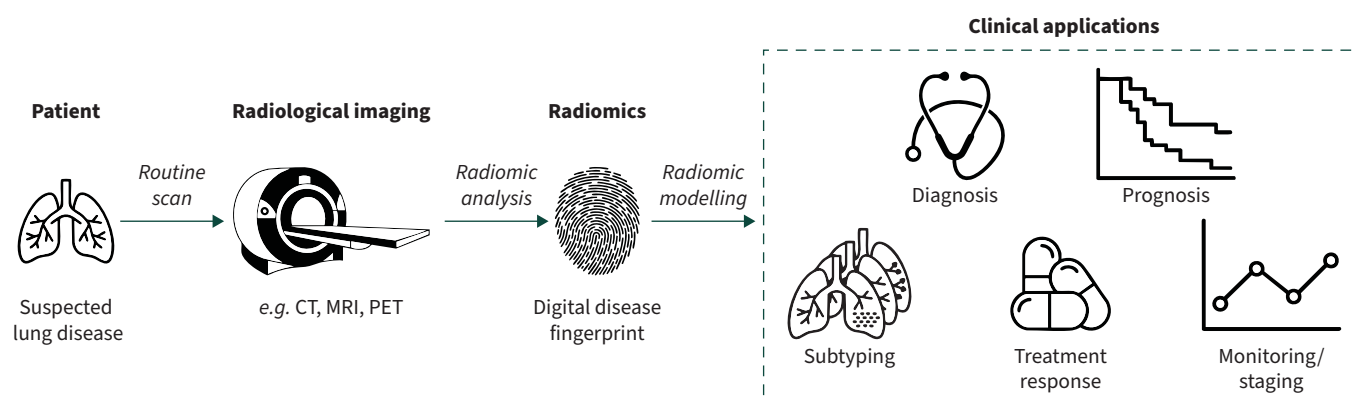 Clinical applications
Patient
Radiological imaging
Radiomics
Routine
scan
Radiomic
analysis
Radiomic
modelling
Suspected
lung disease
e.g. CT, MRI, PET
Digital disease
fingerprint
Diagnosis
Prognosis
Subtyping
Treatment
response
Monitoring/
staging